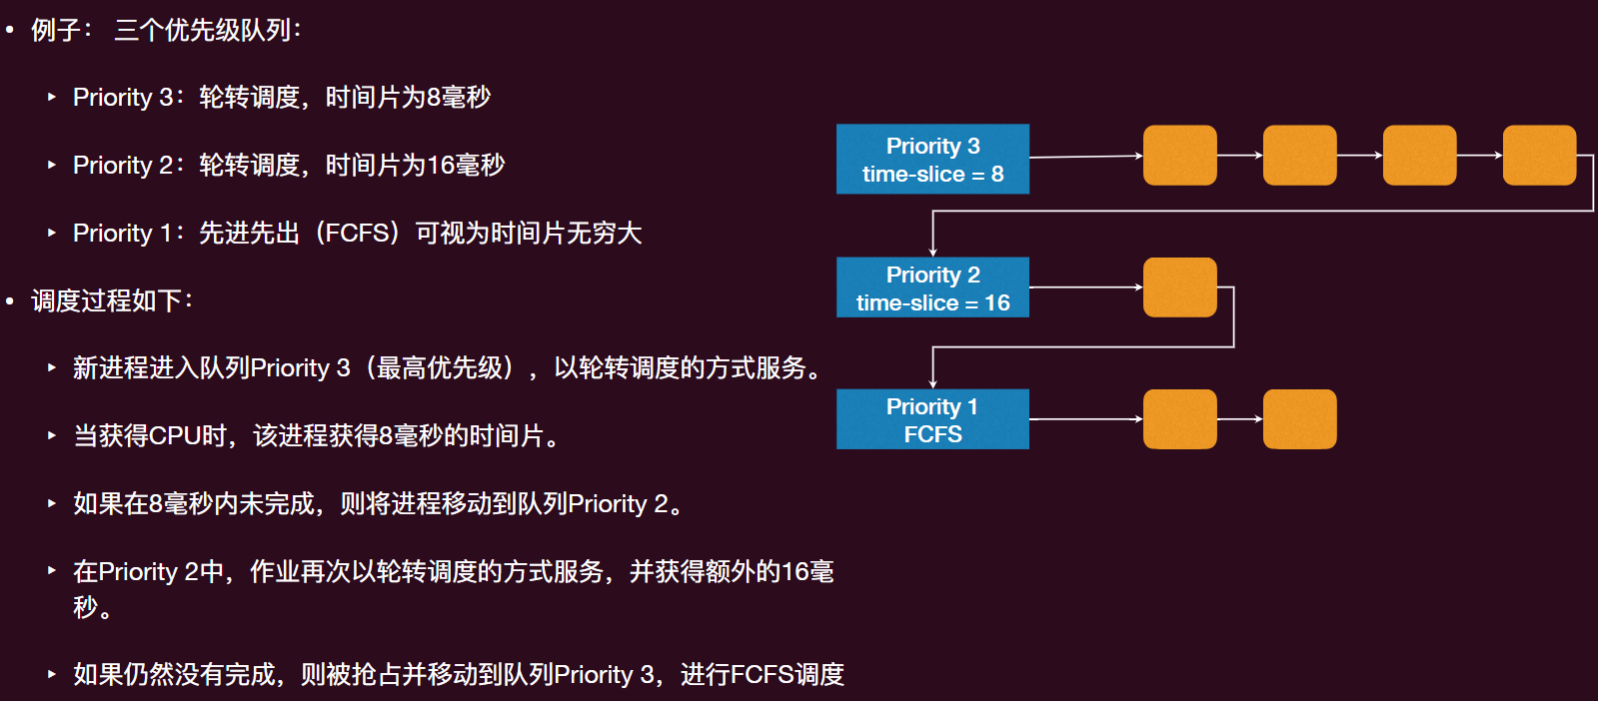 • 例子： 三个优先级队列：
‣ Priority 3：轮转调度，时间片为8毫秒
‣ Priority 2：轮转调度，时间片为16毫秒
‣ Priority 1：先进先出（FCFS）可视为时间片无穷大
• 调度过程如下：
‣ 新进程进入队列Priority 3（最高优先级），以轮转调度的方式服务。
‣ 当获得CPU时，该进程获得8毫秒的时间片。
‣ 如果在8毫秒内未完成，则将进程移动到队列Priority 2。
‣ 在Priority 2中，作业再次以轮转调度的方式服务，并获得额外的16毫
秒。
‣ 如果仍然没有完成，则被抢占并移动到队列Priority 3，进行FCFS调度
Priority 3
time-slice = 8
Priority 2
time-slice = 16
Priority 1
FCFS